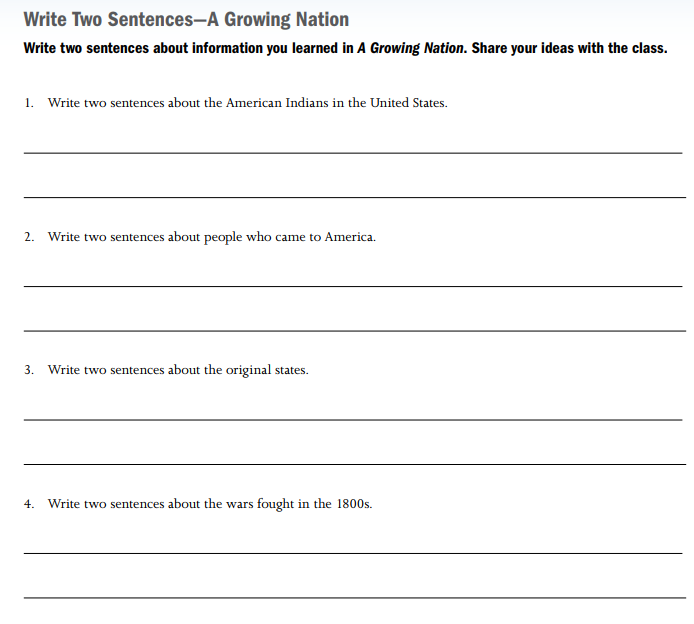 Write Two Sentences—A Growing Nation
Write two sentences about information you learned in A Growing Nation. Share your ideas with the class.
1. Write two sentences about the American Indians in the United States.
2. Write two sentences about people who came to America.
3. Write two sentences about the original states.
4. Write two sentences about the wars fought in the 1800s.